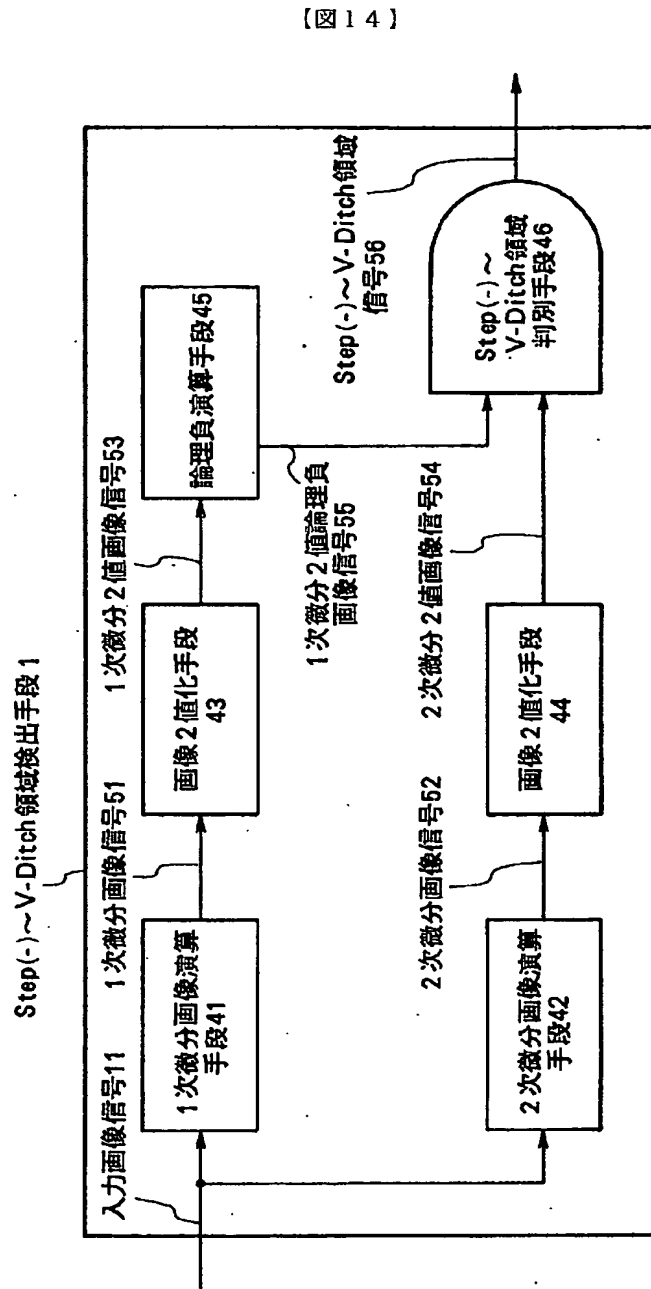 【図１４】
Step(-)～V-Ditch領域検出手段1
入力画像信号11
1次微分画像演算
手段41
1次微分画像信号51
画像2値化手段
43
1次微分2値画像信号53
論理負演算手段45
1次微分2値論理負
画像信号55
2次微分画像演算
手段42
2次微分画像信号52
画像2値化手段
44
2次微分2値画像信号54
Step(-)～
V-Ditch領域
判別手段46
Step(-)～V-Ditch領域
信号56